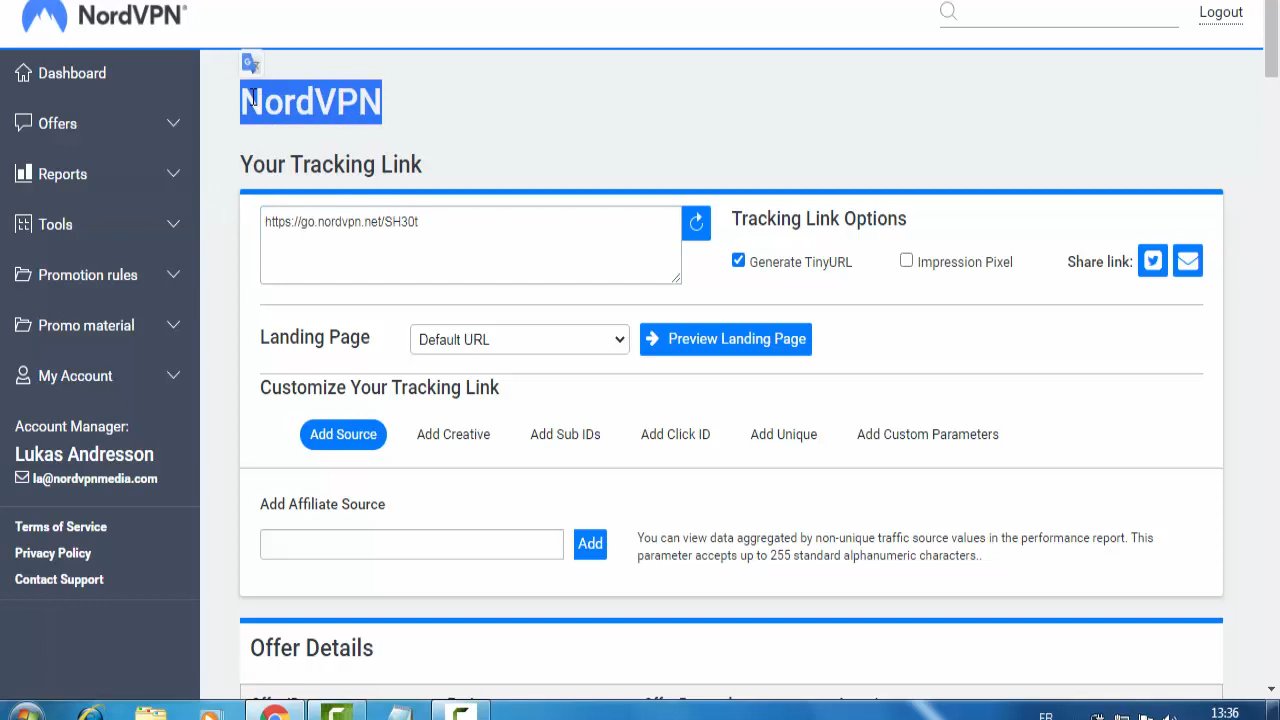 NordVPN®
Logout
Dashboard
Offers
Reports
Tools
Promotion rules
Promo material
My Account
Account Manager:
Lukas Andresson
la@nordvpnmedia.com
Terms of Service
Privacy Policy
Contact Support
NordVPN
Your Tracking Link
https://go.nordvpn.net/SH30t
Tracking Link Options
Generate TinyURL
Impression Pixel
Share link:
Landing Page
Default URL
Preview Landing Page
Customize Your Tracking Link
Add Source
Add Creative
Add Sub IDs
Add Click ID
Add Unique
Add Custom Parameters
Add Affiliate Source
Add
You can view data aggregated by non-unique traffic source values in the performance report. This
parameter accepts up to 255 standard alphanumeric characters..
Offer Details
FR
13:36